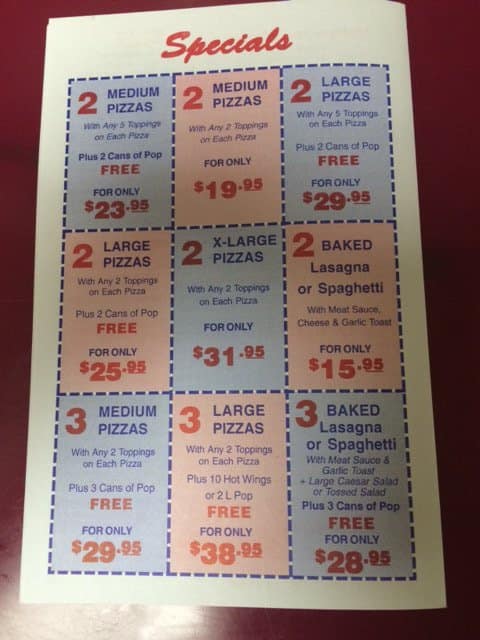 Specials
2 MEDIUM
PIZZAS
With Any 5 Toppings
on Each Pizza
Plus 2 Cans of Pop
FREE
FOR ONLY
$23.95
2 MEDIUM
PIZZAS
With Any 2 Toppings
on Each Pizza
FOR ONLY
$19.95
2 LARGE
PIZZAS
With Any 5 Toppings
on Each Pizza
Plus 2 Cans of Pop
FREE
FOR ONLY
$29.95
2 LARGE
PIZZAS
With Any 2 Toppings
on Each Pizza
Plus 2 Cans of Pop
FREE
FOR ONLY
$25.95
2 X-LARGE
PIZZAS
With Any 2 Toppings
on Each Pizza
FOR ONLY
$31.95
2 BAKED
Lasagna
or Spaghetti
With Meat Sauce,
Cheese & Garlic Toast
FOR ONLY
$15.95
3 MEDIUM
PIZZAS
With Any 2 Toppings
on Each Pizza
Plus 3 Cans of Pop
FREE
FOR ONLY
$29.95
3 LARGE
PIZZAS
With Any 2 Toppings
on Each Pizza
Plus 10 Hot Wings
or 2 L Pop
FREE
FOR ONLY
$38.95
3 BAKED
Lasagna
or Spaghetti
With Meat Sauce &
Garlic Toast
+ Large Caesar Salad
or Tossed Salad
Plus 3 Cans of Pop
FREE
FOR ONLY
$28.95